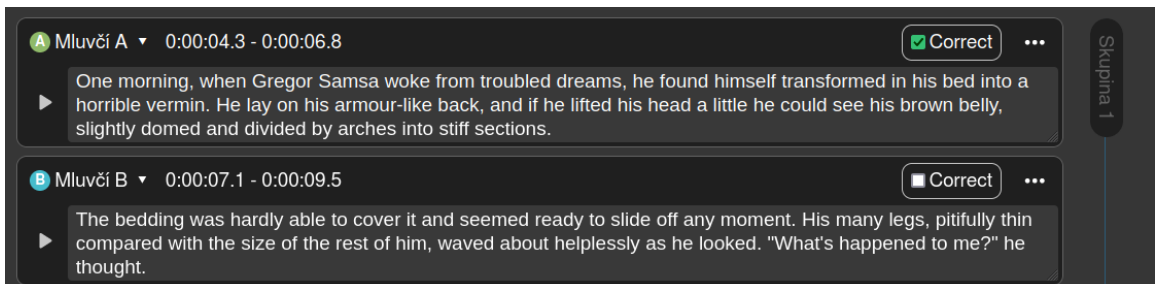 A Mluvčí A 0:00:04.3 - 0:00:06.8 Correct
One morning, when Gregor Samsa woke from troubled dreams, he found himself transformed in his bed into a
horrible vermin. He lay on his armour-like back, and if he lifted his head a little he could see his brown belly,
slightly domed and divided by arches into stiff sections.
B Mluvčí B 0:00:07.1 - 0:00:09.5 Correct
The bedding was hardly able to cover it and seemed ready to slide off any moment. His many legs, pitifully thin
compared with the size of the rest of him, waved about helplessly as he looked. "What's happened to me?" he
thought.
Skupina 1